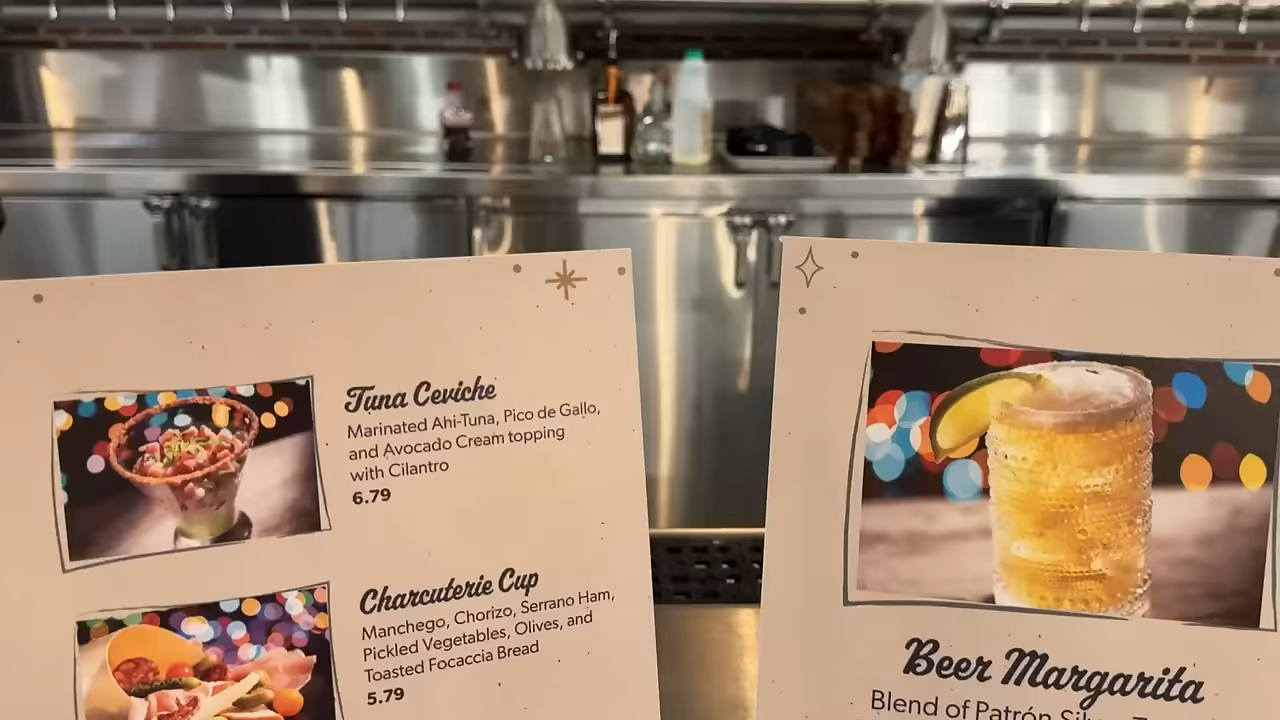 Tuna Ceviche
Marinated Ahi-Tuna, Pico de Gallo,
and Avocado Cream topping
with Cilantro
6.79
Charcuterie Cup
Manchego, Chorizo, Serrano Ham,
Pickled Vegetables, Olives, and
Toasted Focaccia Bread
5.79
Beer Margarita
Blend of Patrón Silver